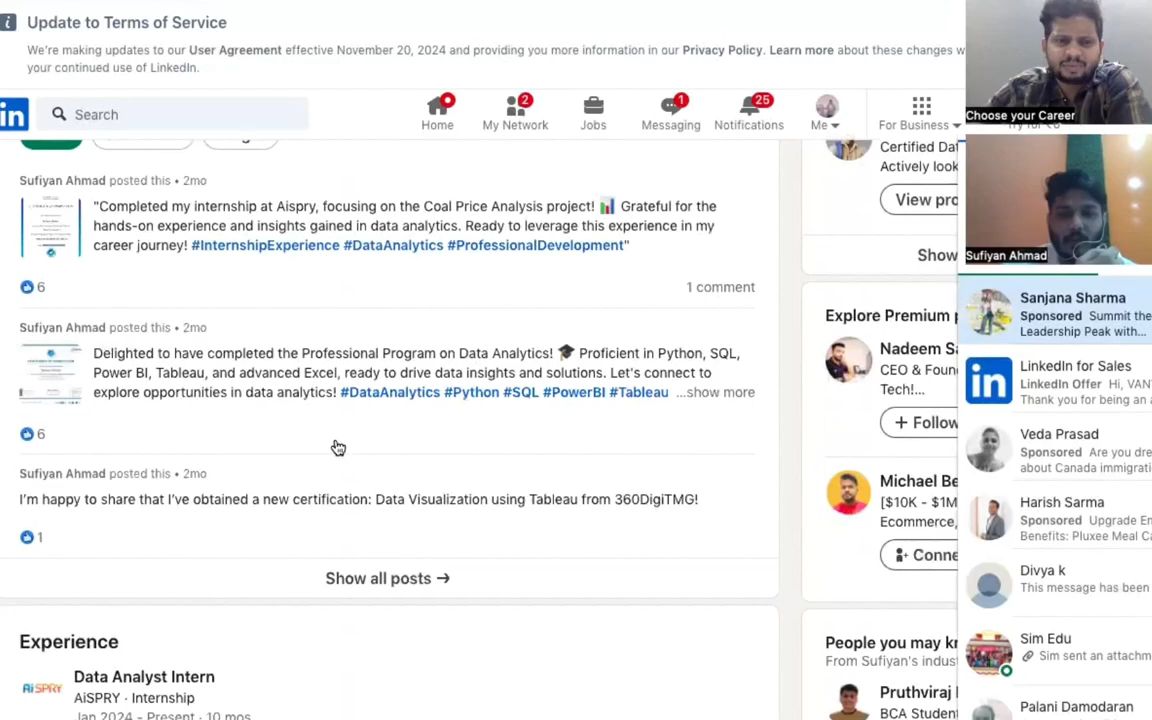 Update to Terms of Service
We're making updates to our User Agreement effective November 20, 2024 and providing you more information in our Privacy Policy. Learn more about these changes
your continued use of LinkedIn.
in
Search
2
1
25
Home
My Network
Jobs
Messaging
Notifications
Me
For Business
Choose your Career
Sufiyan Ahmad posted this • 2mo
"Completed my internship at Aispry, focusing on the Coal Price Analysis project! 📊 Grateful for the
hands-on experience and insights gained in data analytics. Ready to leverage this experience in my
career journey! #InternshipExperience #DataAnalytics #ProfessionalDevelopment"
6
1 comment
Sufiyan Ahmad posted this • 2mo
Delighted to have completed the Professional Program on Data Analytics! 🎓 Proficient in Python, SQL,
Power BI, Tableau, and advanced Excel, ready to drive data insights and solutions. Let's connect to
explore opportunities in data analytics! #DataAnalytics #Python #SQL #PowerBI #Tableau ...show more
6
Sufiyan Ahmad posted this • 2mo
I'm happy to share that I've obtained a new certification: Data Visualization using Tableau from 360DigiTMG!
1
Show all posts →
Experience
AiSPRY
Data Analyst Intern
AiSPRY · Internship
Jan 2024 - Present · 10 mos
Certified Dat
Actively look
View pro
Show
Explore Premium p
Nadeem Sa
CEO & Foun
Tech!...
+ Follow
Michael Be
[$10K - $1M
Ecommerce,
Conne
People you may kr
From Sufiyan's indus
Pruthviraj
BCA Student
Sufiyan Ahmad
Sanjana Sharma
Sponsored Summit the
Leadership Peak with...
in
LinkedIn for Sales
LinkedIn Offer Hi, VAN
Thank you for being an a
Veda Prasad
Sponsored Are you dre
about Canada immigrati
Harish Sarma
Sponsored Upgrade Em
Benefits: Pluxee Meal Ca
Divya k
This message has been
Sim Edu
Sim sent an attachm
Palani Damodaran